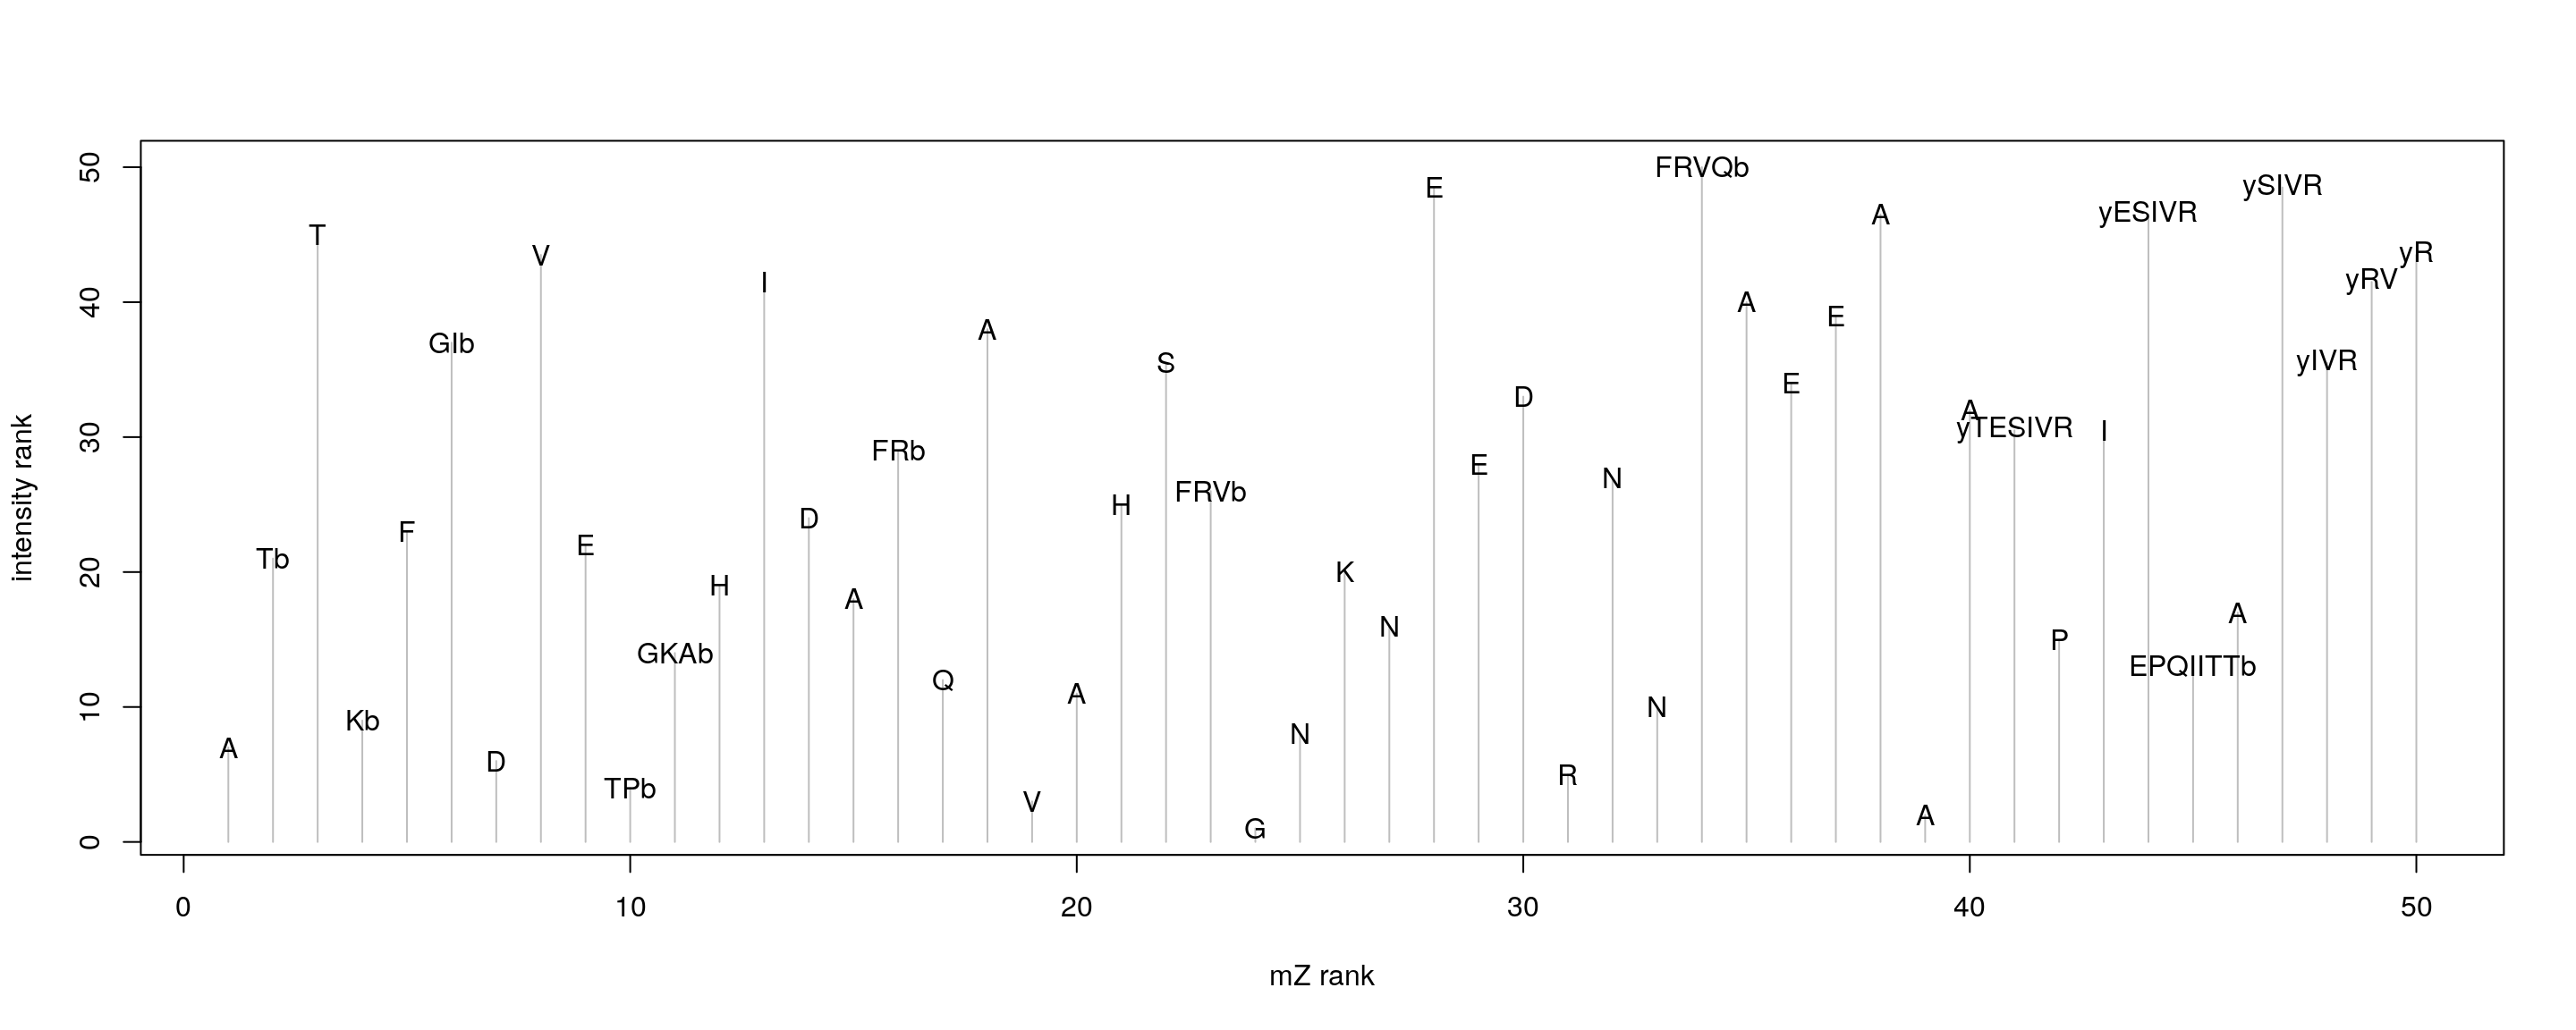 50
40
30
20
10
0
intensity rank
A
Tb
T
Kb
F
GIb
D
V
E
TPb
GKAb
H
I
D
A
FRb
Q
A
V
A
H
S
FRVb
G
N
K
N
E
E
D
R
N
N
FRVQb
A
E
E
A
A
A
yTESIVR
P
I
yESIVR
EPQIITTb
A
ySIVR
yIVR
yRV
yR
0 10 20 30 40 50
mZ rank